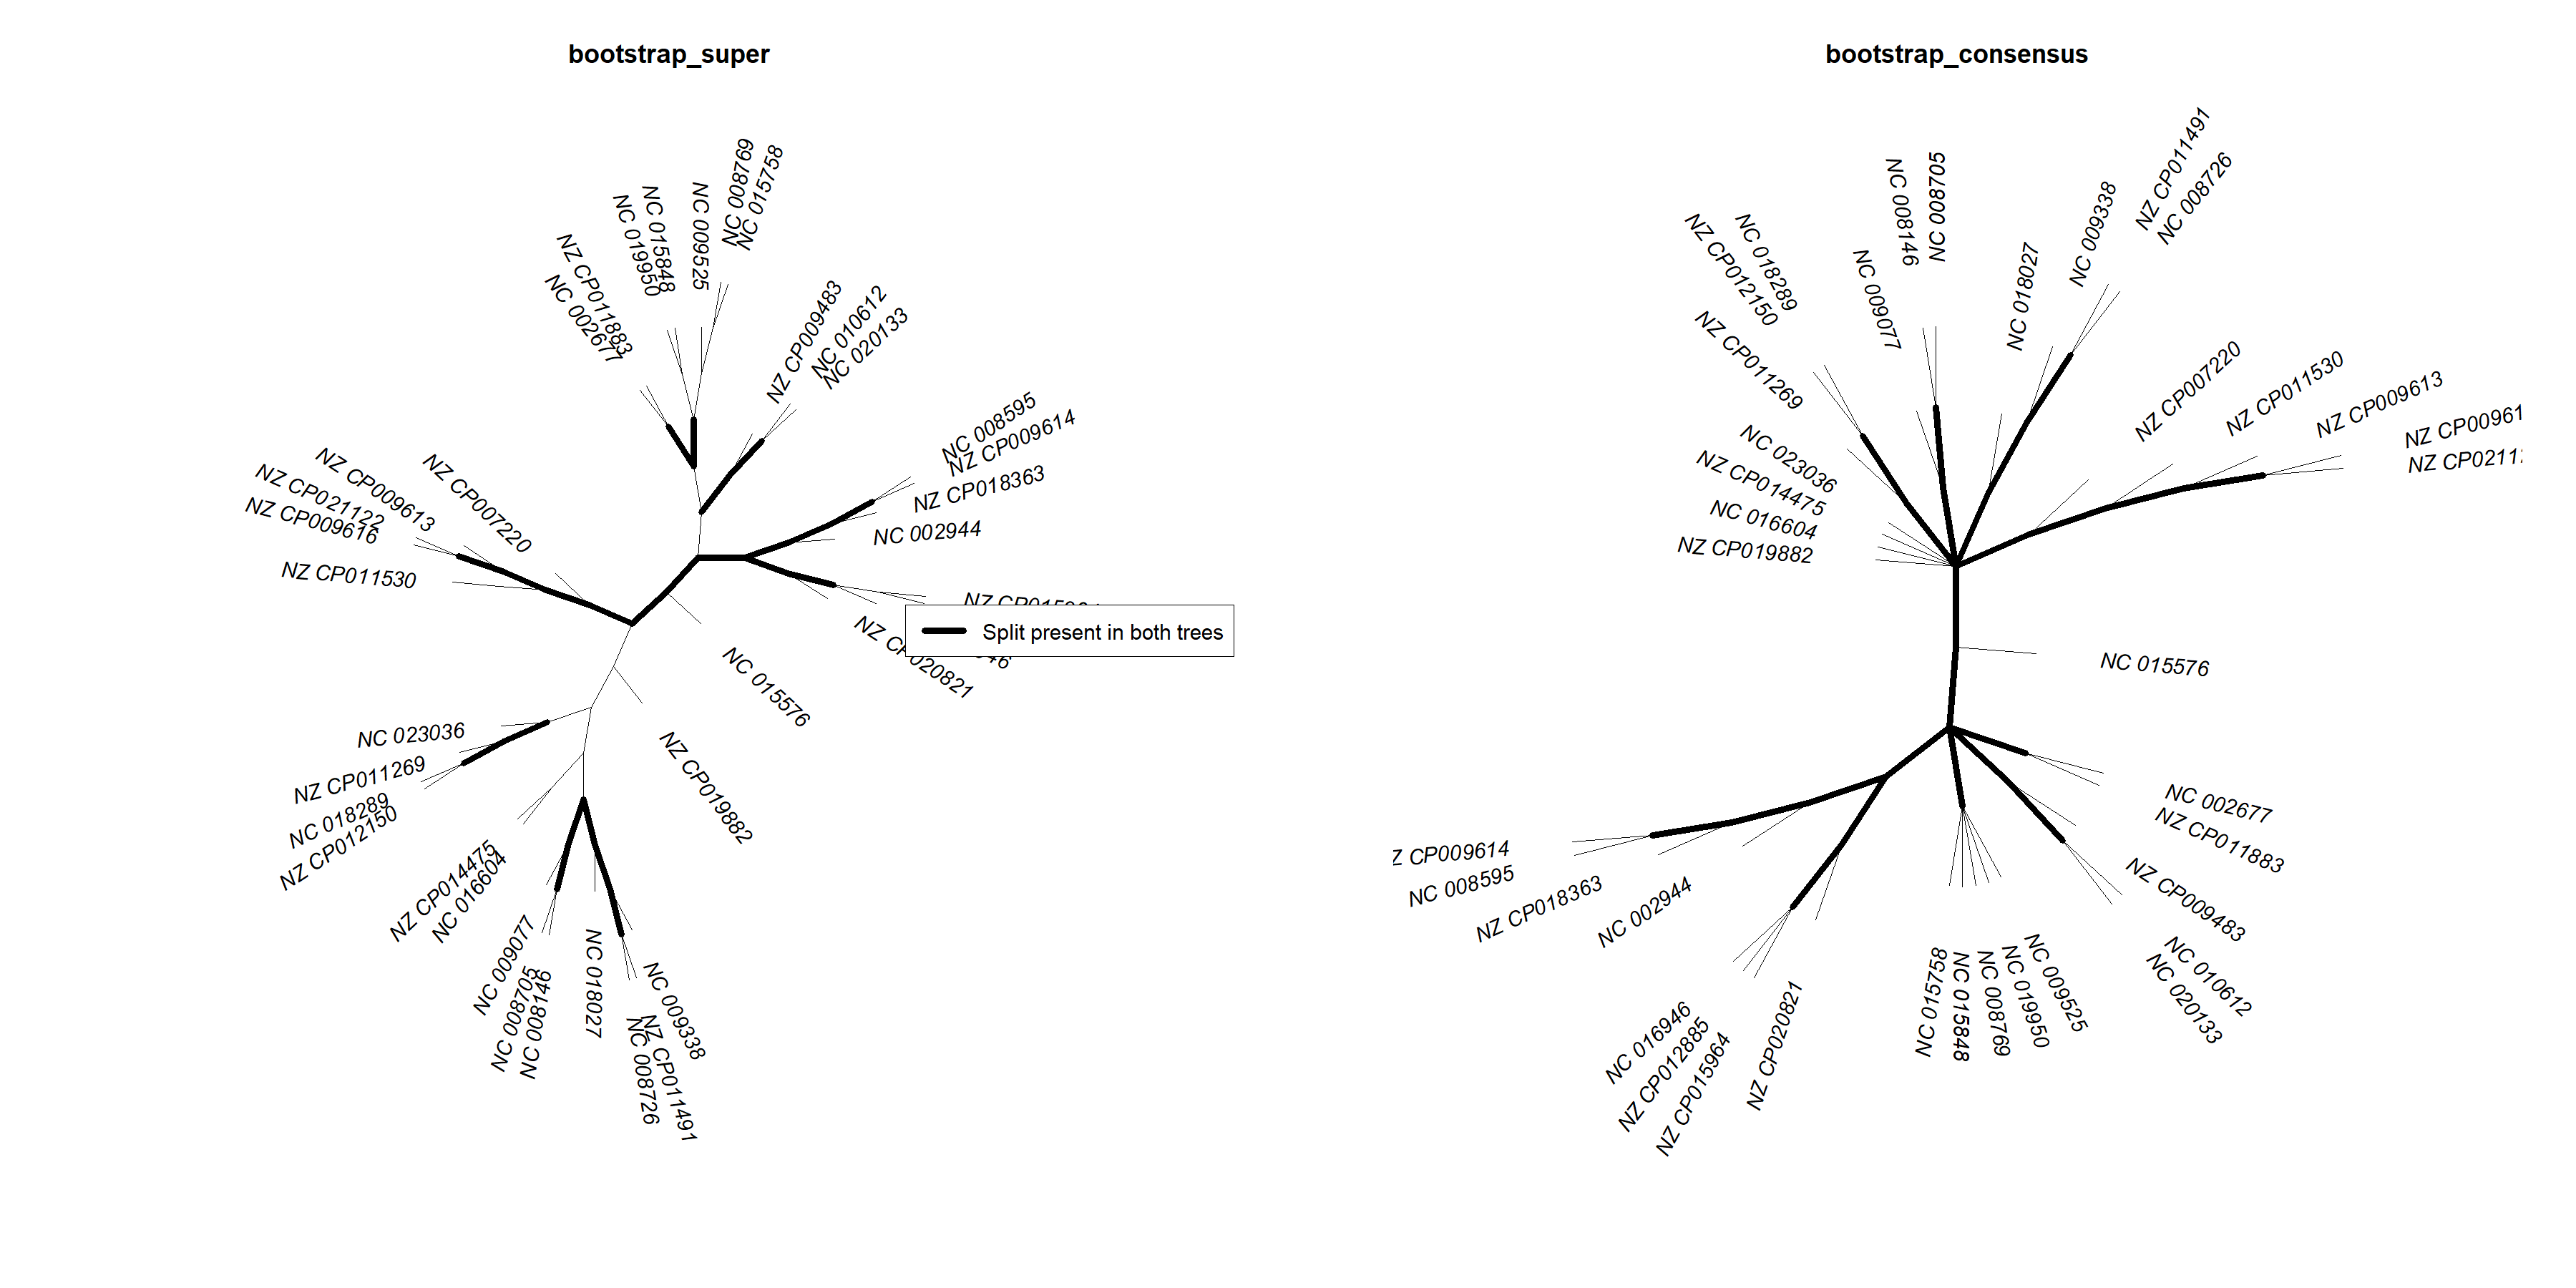 bootstrap_super
NC 008769
NC 015758
NC 009525
NC 015848
NC 019950
NZ CP011883
NC 002677
NZ CP009483
NC 010612
NC 020133
NC 008595
NZ CP009614
NZ CP018363
NC 002944
NZ CP020821
NC 015576
NZ CP019882
NZ CP007220
NZ CP009613
NZ CP021122
NZ CP009616
NZ CP011530
NC 023036
NZ CP011269
NC 018289
NZ CP012150
NZ CP014475
NC 016604
NC 009077
NC 008705
NC 008146
NC 018027
NC 009338
NZ CP011491
NC 008726
Split present in both trees
bootstrap_consensus
NZ CP011491
NC 008726
NC 009338
NC 018027
NC 008705
NC 008146
NC 009077
NC 018289
NZ CP012150
NZ CP011269
NC 023036
NZ CP014475
NC 016604
NZ CP019882
NZ CP007220
NZ CP011530
NZ CP009613
NZ CP00961
NZ CP0211
NC 015576
NC 002677
NZ CP011883
NZ CP009483
NC 010612
NC 020133
NC 009525
NC 019950
NC 008769
NC 015848
NC 015758
NZ CP020821
NZ CP015964
NZ CP012885
NC 016946
NC 002944
NZ CP018363
NC 008595
Z CP009614